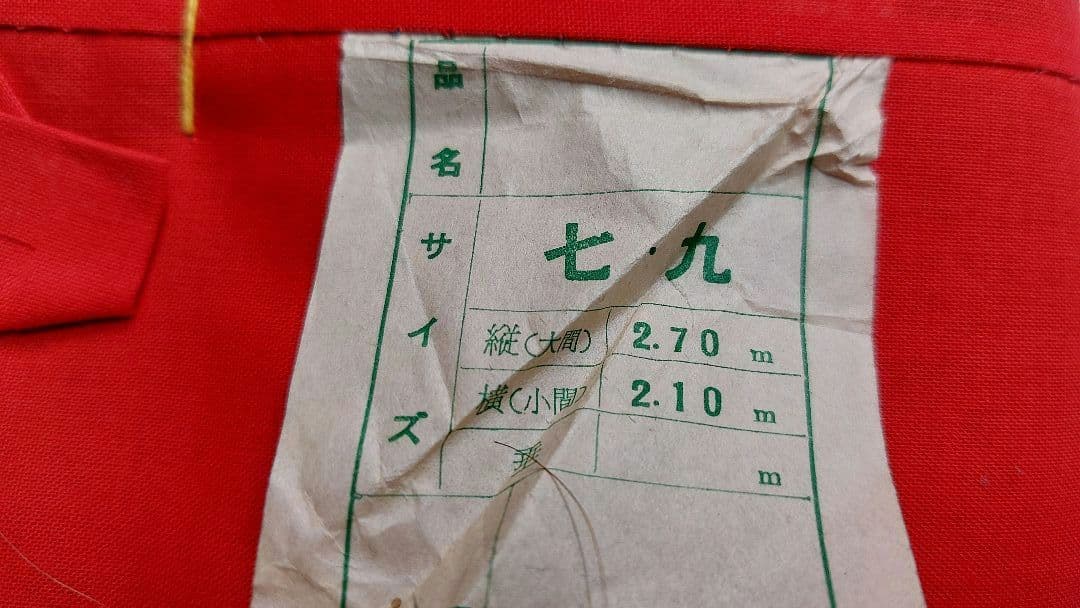 品名
サイズ
七・九
縦(大間) 2.70 m
横(小間) 2.10 m
m